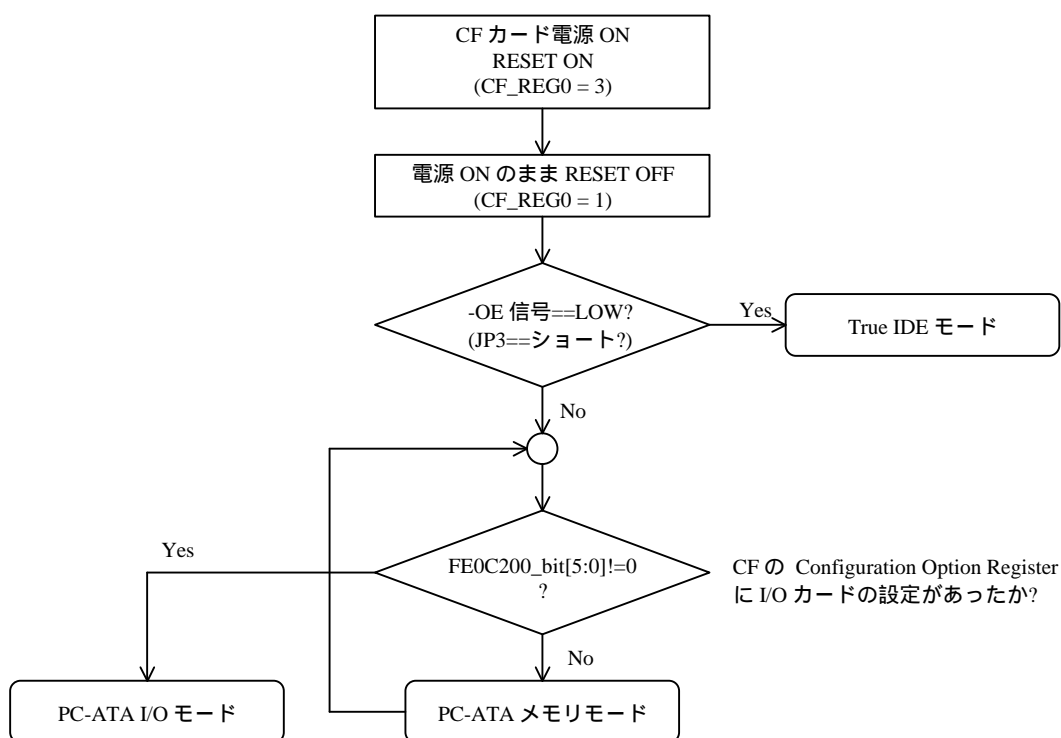 CF カード電源 ON
RESET ON
(CF_REG0 = 3)
電源 ON のまま RESET OFF
(CF_REG0 = 1)
-OE 信号==LOW?
(JP3==ショート?)
Yes
True IDE モード
No
Yes
FE0C200_bit[5:0]!=0
?
CF の Configuration Option Register
に I/O カードの設定があったか?
No
PC-ATA I/O モード
PC-ATA メモリモード